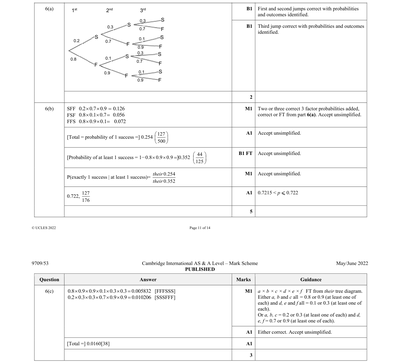 6(a)
1st 2nd 3rd
0.2
S
0.3
S
0.3
S
0.7
F
0.7
F
0.1
S
0.9
F
0.8
F
0.1
S
0.3
S
0.7
F
0.9
F
0.1
S
0.9
F
B1 First and second jumps correct with probabilities
and outcomes identified.
B1 Third jump correct with probabilities and outcomes
identified.
2
6(b)
SFF 0.2 × 0.7 × 0.9 = 0.126
FSF 0.8 × 0.1 × 0.7 = 0.056
FFS 0.8 × 0.9 × 0.1 = 0.072
M1 Two or three correct 3 factor probabilities added,
correct or FT from part 6(a). Accept unsimplified.
[Total = probability of 1 success =] 0.254 (127/500)
A1 Accept unsimplified.
[Probability of at least 1 success = 1 − 0.8 × 0.9 × 0.9 =] 0.352 (44/125)
B1 FT Accept unsimplified.
P(exactly 1 success | at least 1 success) = their 0.254/their 0.352
M1 Accept unsimplified.
0.722, 127/176
A1 0.7215 < p ⩽ 0.722
5
© UCLES 2022 Page 11 of 14
9709/53 Cambridge International AS & A Level – Mark Scheme May/June 2022
PUBLISHED
Question Answer Marks Guidance
6(c)
0.8 × 0.9 × 0.9 × 0.1 × 0.3 × 0.3 = 0.005832 [FFFSSS]
0.2 × 0.3 × 0.3 × 0.7 × 0.9 × 0.9 = 0.010206 [SSSFFF]
M1 a × b × c × d × e × f FT from their tree diagram.
Either a, b and c all = 0.8 or 0.9 (at least one of
each) and d, e and f all = 0.1 or 0.3 (at least one of
each).
Or a, b, c = 0.2 or 0.3 (at least one of each) and d,
e, f = 0.7 or 0.9 (at least one of each).
A1 Either correct. Accept unsimplified.
[Total =] 0.0160[38]
A1
3